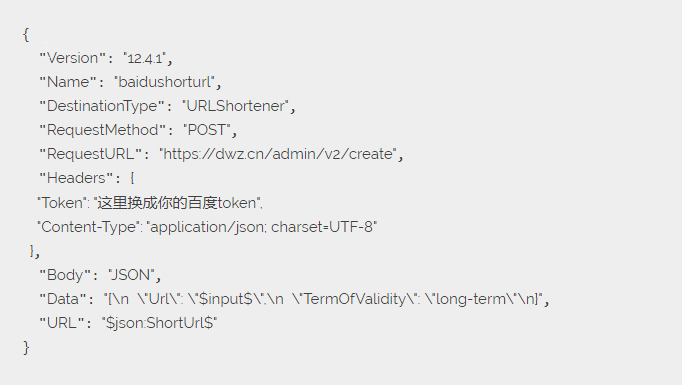 {
"Version": "12.4.1",
"Name": "baidushorturl",
"DestinationType": "URLShortener",
"RequestMethod": "POST",
"RequestURL": "https://dwz.cn/admin/v2/create",
"Headers": {
"Token": "这里换成你的百度token",
"Content-Type": "application/json; charset=UTF-8"
},
"Body": "JSON",
"Data": "{\n  \"Url\": \"$input$\",\n  \"TermOfValidity\": \"long-term\"\n}",
"URL": "$json:ShortUrl$"
}